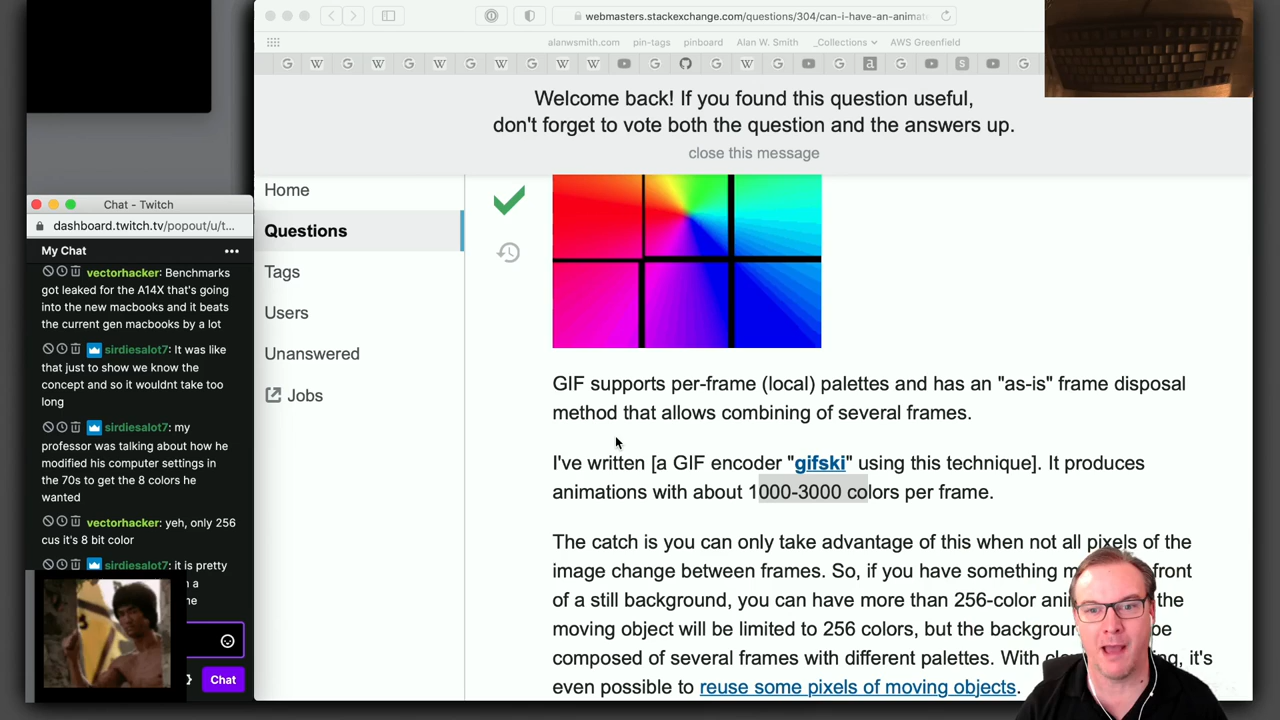 webmasters.stackexchange.com/questions/304/can-i-have-an-animat
alanwsmith.com pin-tags pinboard Alan W. Smith _Collections AWS Greenfield
Welcome back! If you found this question useful,
don't forget to vote both the question and the answers up.
close this message
Home
Questions
Tags
Users
Unanswered
Jobs
GIF supports per-frame (local) palettes and has an "as-is" frame disposal
method that allows combining of several frames.
I've written [a GIF encoder "gifski" using this technique]. It produces
animations with about 1000-3000 colors per frame.
The catch is you can only take advantage of this when not all pixels of the
image change between frames. So, if you have something m front
of a still background, you can have more than 256-color ani the
moving object will be limited to 256 colors, but the backgroun be
composed of several frames with different palettes. With cl g, it's
even possible to reuse some pixels of moving objects.
Chat - Twitch
dashboard.twitch.tv/popout/u/t...
My Chat
vectorhacker: Benchmarks
got leaked for the A14X that's going
into the new macbooks and it beats
the current gen macbooks by a lot
sirdiesalot7: It was like
that just to show we know the
concept and so it wouldnt take too
long
sirdiesalot7: my
professor was talking about how he
modified his computer settings in
the 70s to get the 8 colors he
wanted
vectorhacker: yeh, only 256
cus it's 8 bit color
sirdiesalot7: it is pretty
a
he
Chat